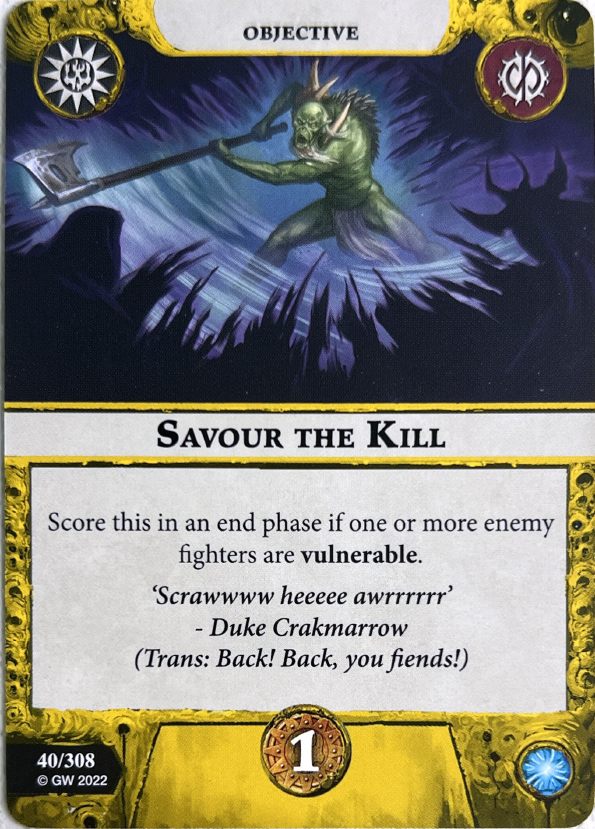 OBJECTIVE
SAVOUR THE KILL
Score this in an end phase if one or more enemy
fighters are vulnerable.
‘Scrawwww heeeee awrrrrrr’
- Duke Crakmarrow
(Trans: Back! Back, you fiends!)
1
40/308
© GW 2022